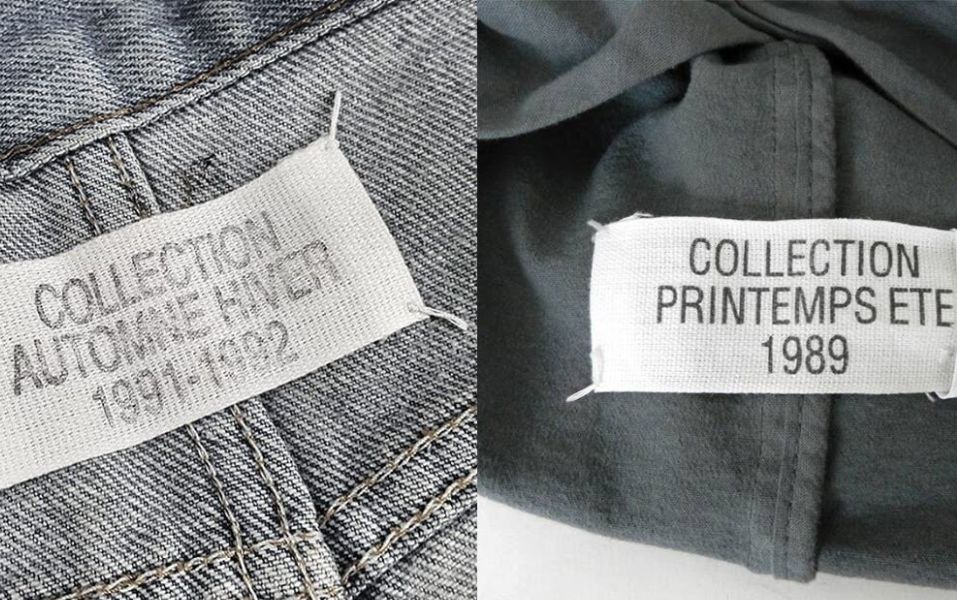 COLLECTION
AUTOMNE HIVER
1991-1992
COLLECTION
PRINTEMPS ETE
1989